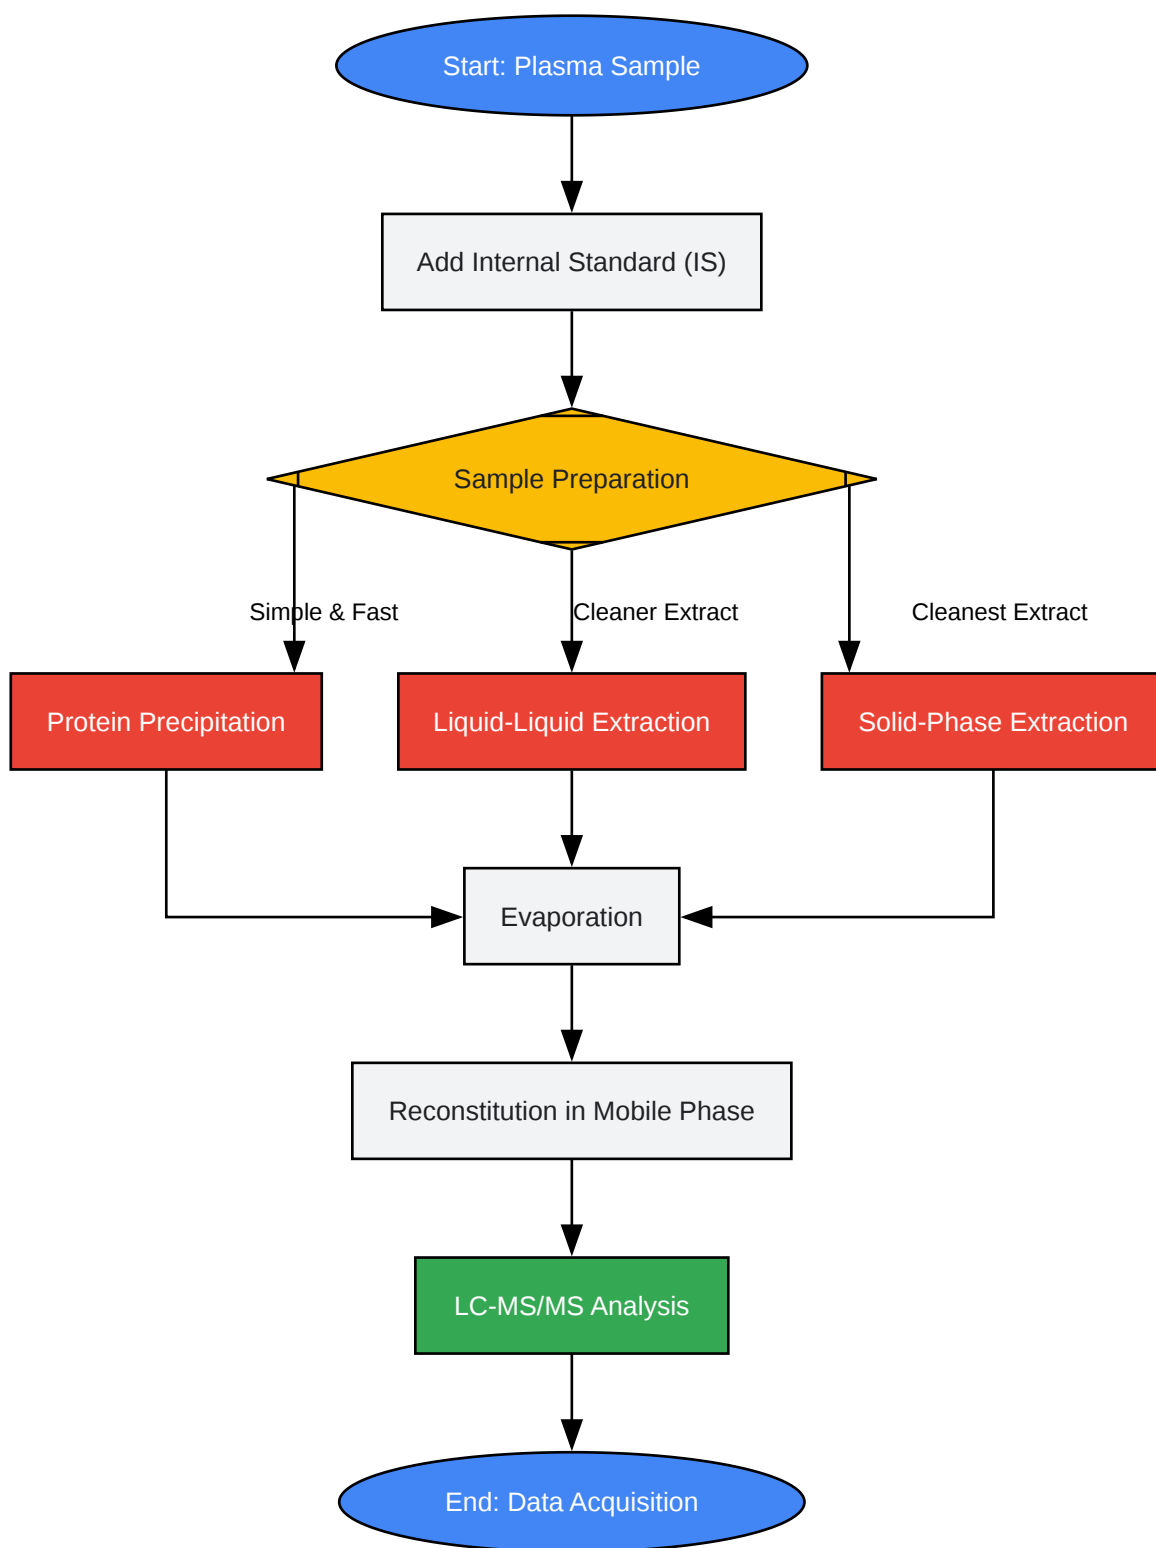 Start: Plasma Sample
Add Internal Standard (IS)
Sample Preparation
Simple & Fast
Cleaner Extract
Cleanest Extract
Protein Precipitation
Liquid-Liquid Extraction
Solid-Phase Extraction
Evaporation
Reconstitution in Mobile Phase
LC-MS/MS Analysis
End: Data Acquisition